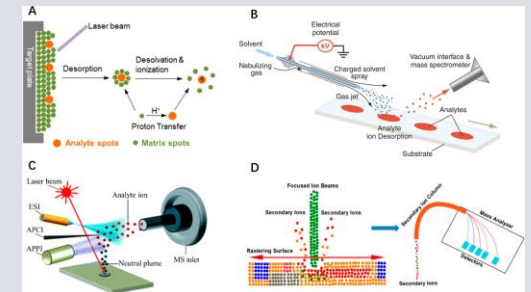 A
Laser beam
Target plate
Desorption
Desolvation &
ionization
H⁺
Proton Transfer
Analyte spots
Matrix spots
B
Electrical
potential
kV
Solvent
Nebulizing
gas
Charged solvent
spray
Gas jet
Vacuum interface &
mass spectrometer
Analytes
Analyte
ion Desorption
Substrate
C
Laser beam
Analyte ion
ESI
APCI
APPI
MS inlet
Neutral plume
D
Focused Ion Beams
Secondary Ions
Secondary Ions
Rastering Surface
Secondary Ion Column
Mass Analyzer
Detectors
Secondary Ions